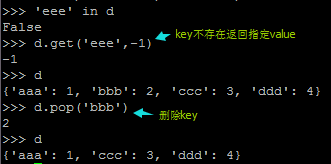 >>> 'eee' in d
False
>>> d.get('eee',-1) key不存在返回指定value
-1
>>> d
{'aaa': 1, 'bbb': 2, 'ccc': 3, 'ddd': 4}
>>> d.pop('bbb') 删除key
2
>>> d
{'aaa': 1, 'ccc': 3, 'ddd': 4}